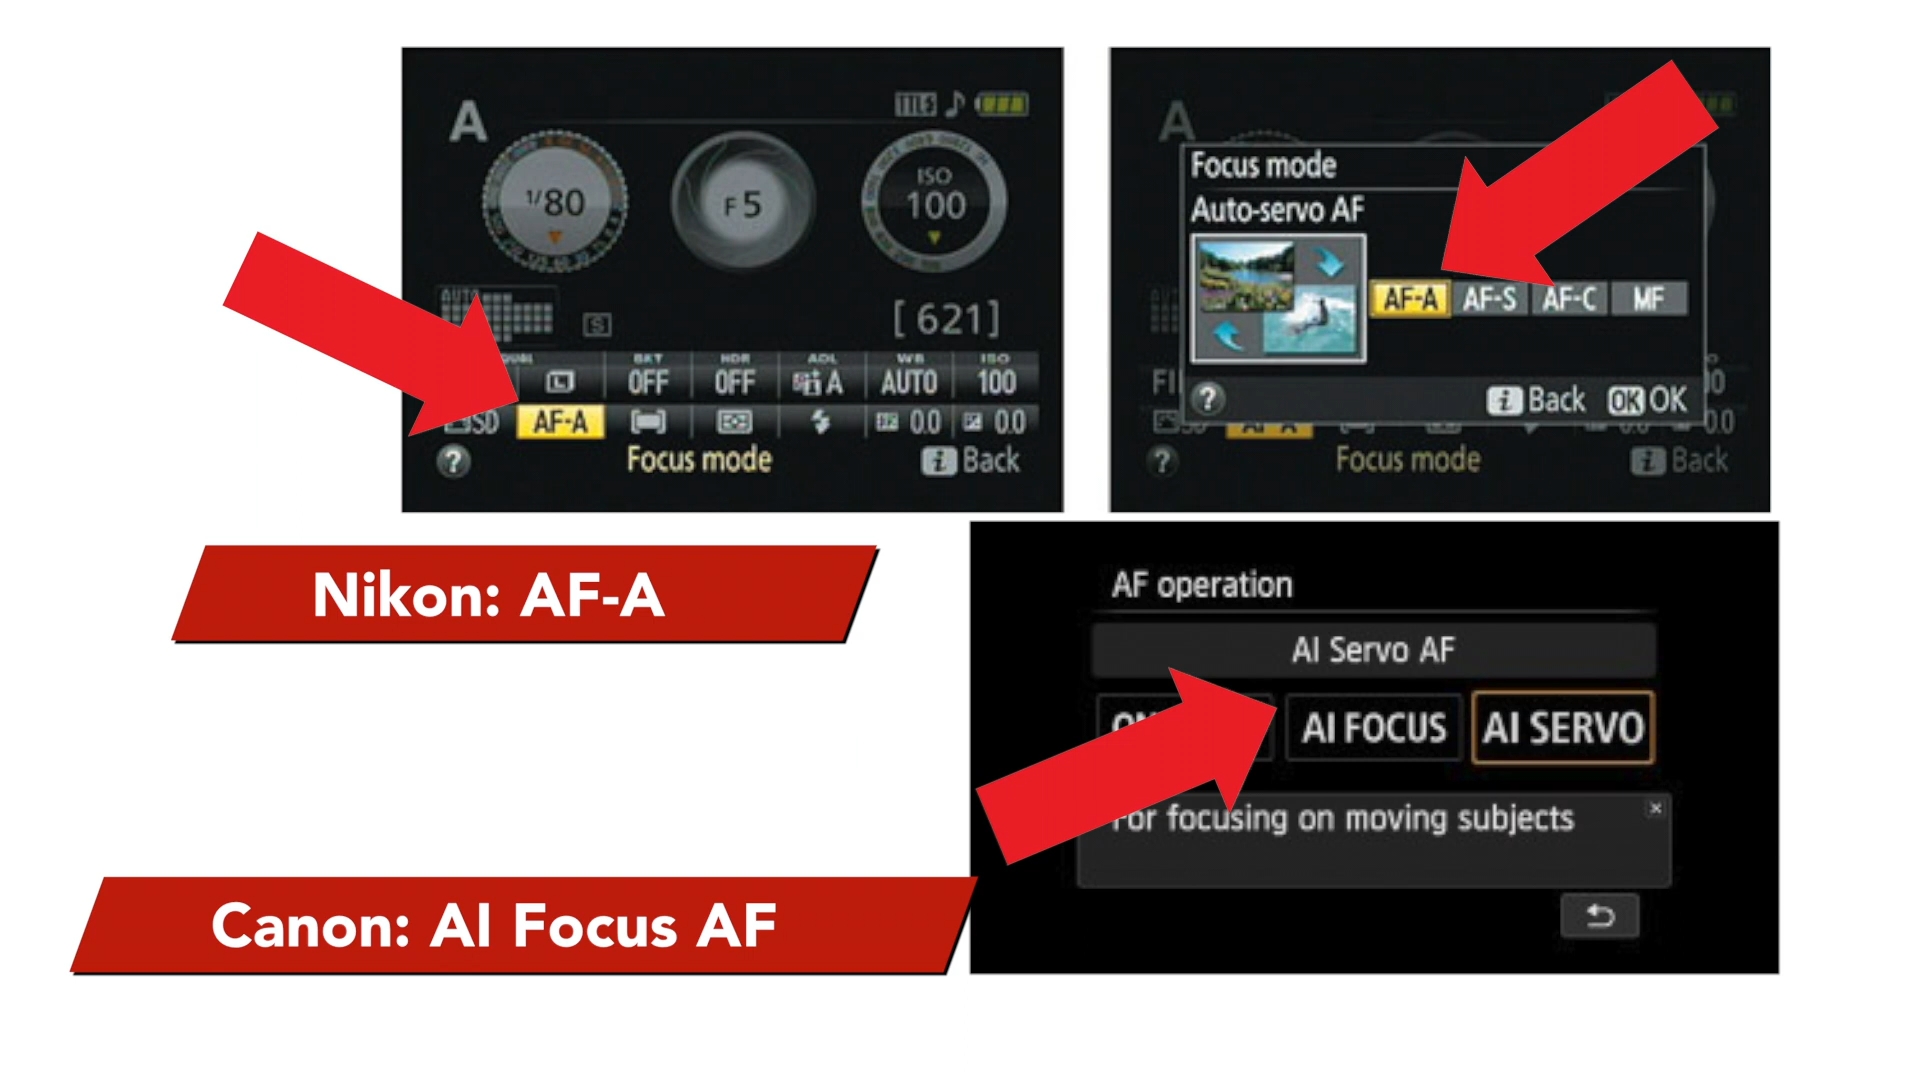 A
1/80
F5
ISO
100
AUTO
S
[621]
BKT HDR ADL WB ISO
L OFF OFF A AUTO 100
SD AF-A 0.0 0.0
? Focus mode i Back
A
Focus mode
Auto-servo AF
AF-A AF-S AF-C MF
? i Back OK OK
? Focus mode i Back
Nikon: AF-A
AF operation
AI Servo AF
AI FOCUS AI SERVO
For focusing on moving subjects
Canon: AI Focus AF